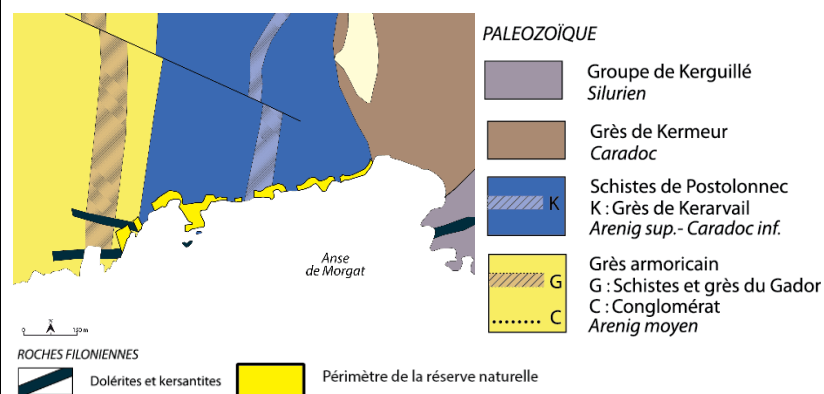 PALEOZOÏQUE
Groupe de Kerguillé
Silurien
Grès de Kermeur
Caradoc
K
Schistes de Postolonnec
K : Grès de Kerarvail
Arenig sup.- Caradoc inf.
G
C
Grès armoricain
G : Schistes et grès du Gador
C : Conglomérat
Arenig moyen
Anse
de Morgat
N
0 130 m
ROCHES FILONIENNES
Dolérites et kersantites
Périmètre de la réserve naturelle